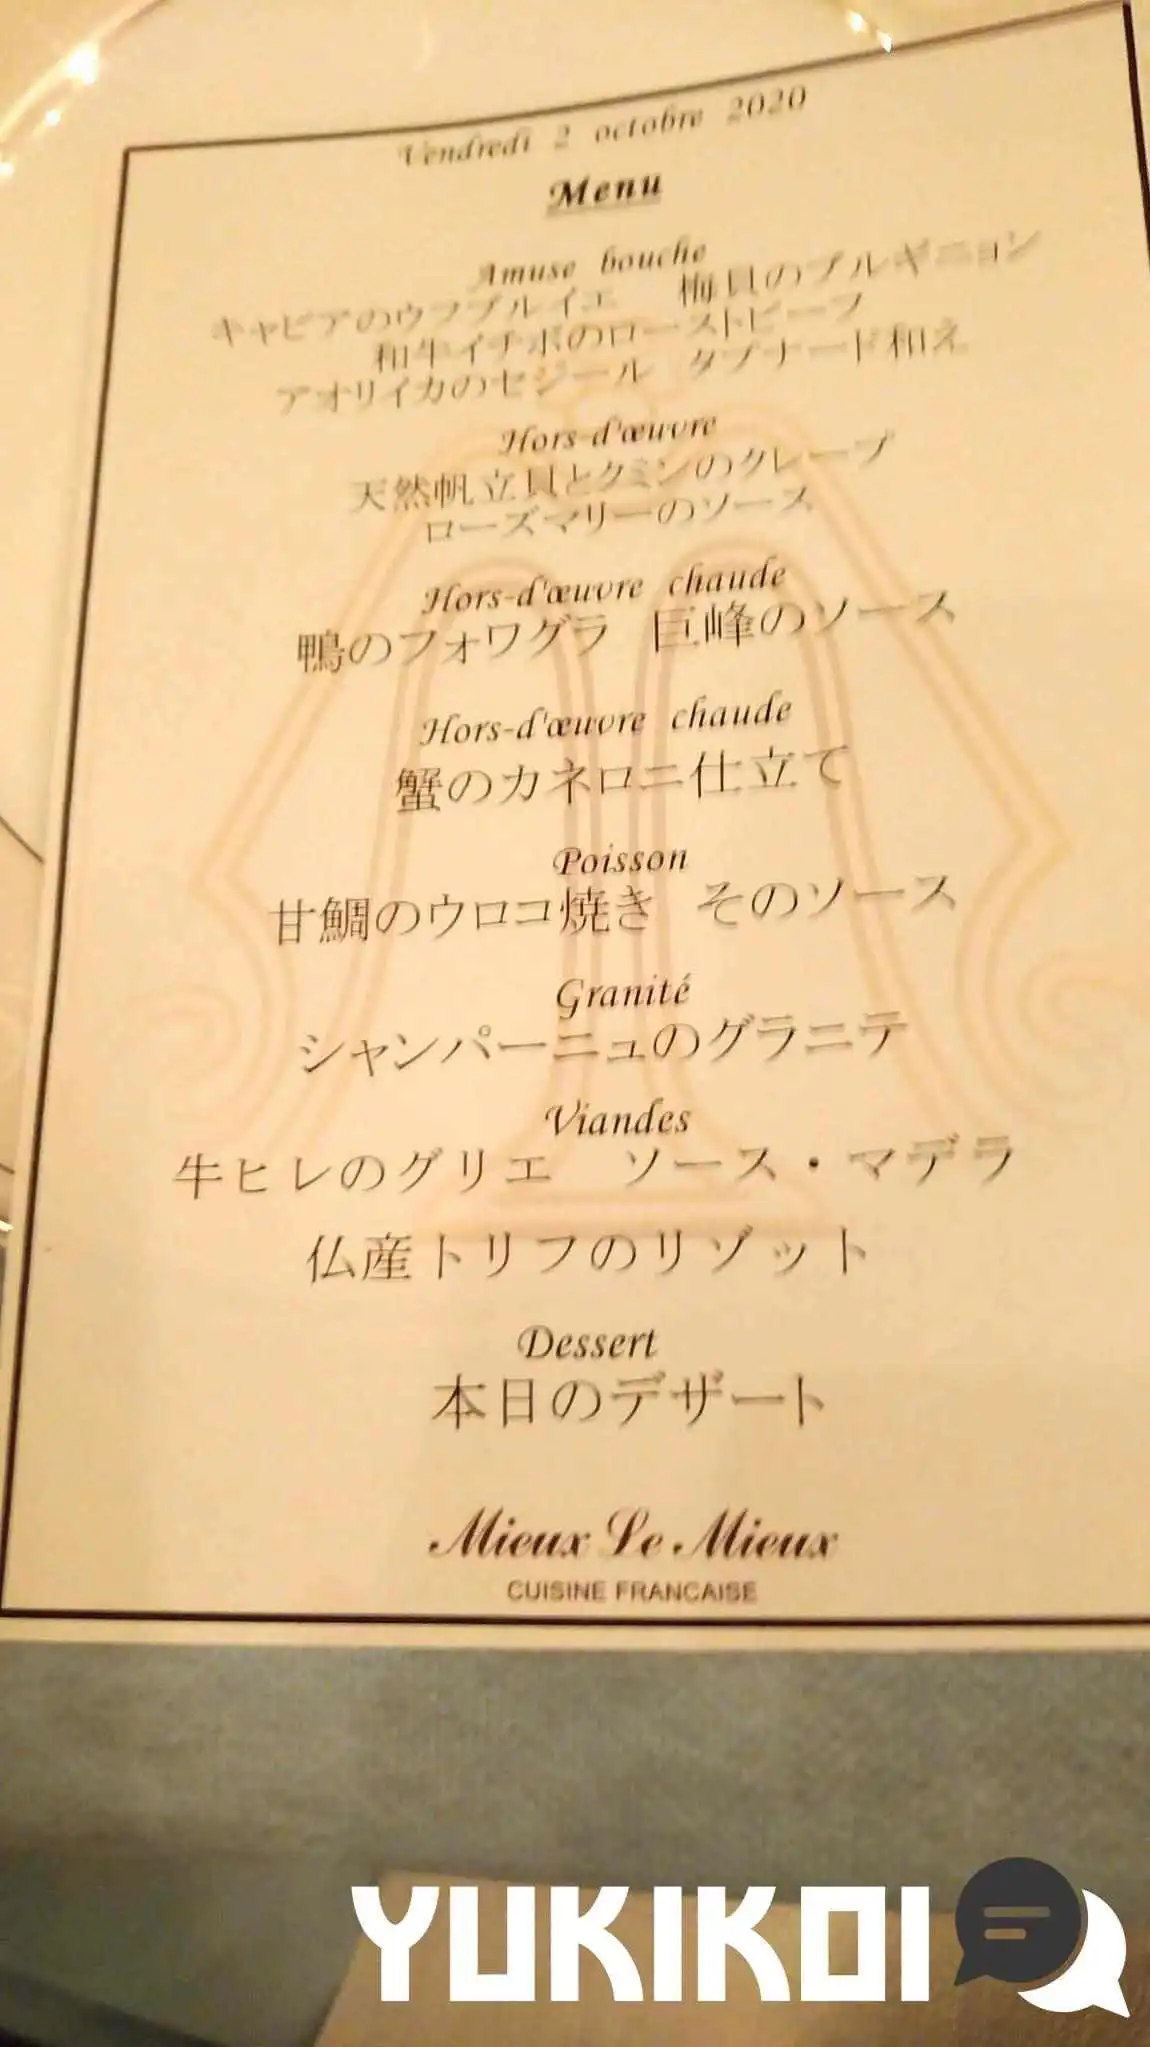 Vendredi 2 octobre 2020
Menu
Amuse bouche
キャビアのウフブルイエ 梅貝のブルギニョン
和牛イチボのローストビーフ
アオリイカのセジール タプナード和え
Hors-d'œuvre
天然帆立貝とクミンのクレープ
ローズマリーのソース
Hors-d'œuvre chaude
鴨のフォワグラ 巨峰のソース
Hors-d'œuvre chaude
蟹のカネロニ仕立て
Poisson
甘鯛のウロコ焼き そのソース
Granité
シャンパーニュのグラニテ
Viandes
牛ヒレのグリエ ソース・マデラ
仏産トリフのリゾット
Dessert
本日のデザート
Mieux Le Mieux
CUISINE FRANCAISE
YUKIKOI